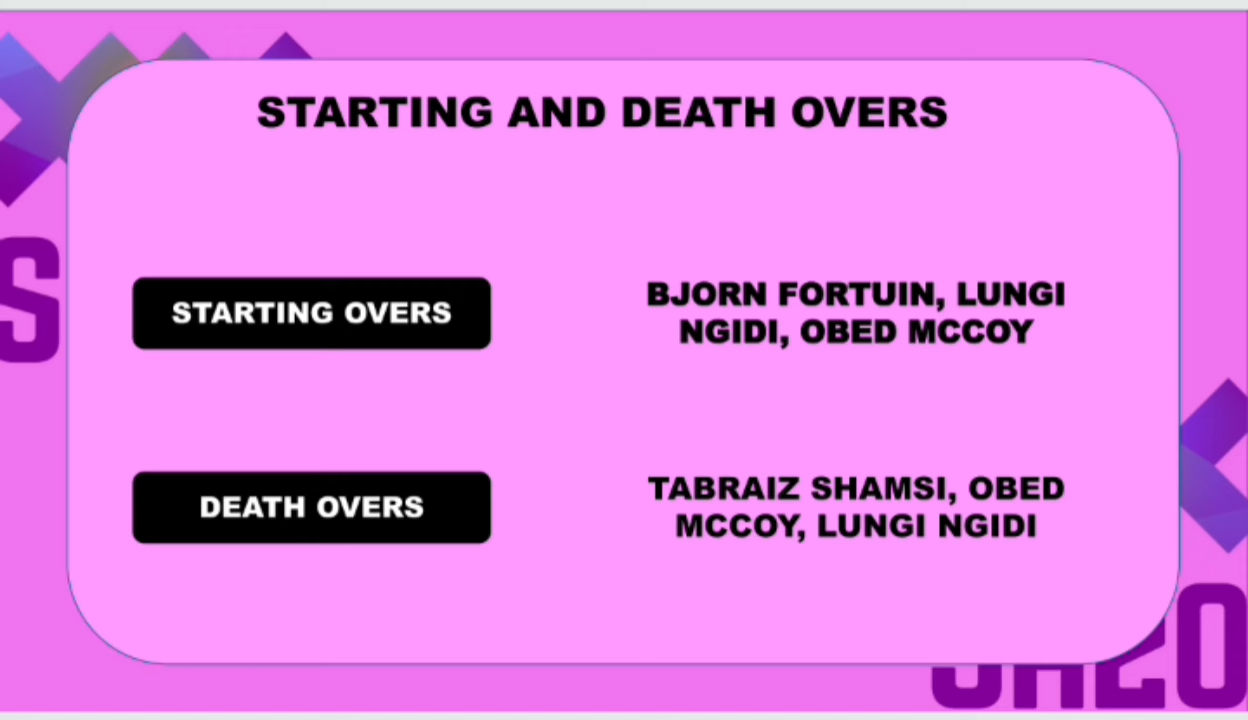 STARTING AND DEATH OVERS
S
STARTING OVERS
BJORN FORTUIN, LUNGI
NGIDI, OBED MCCOY
DEATH OVERS
TABRAIZ SHAMSI, OBED
MCCOY, LUNGI NGIDI
SA20